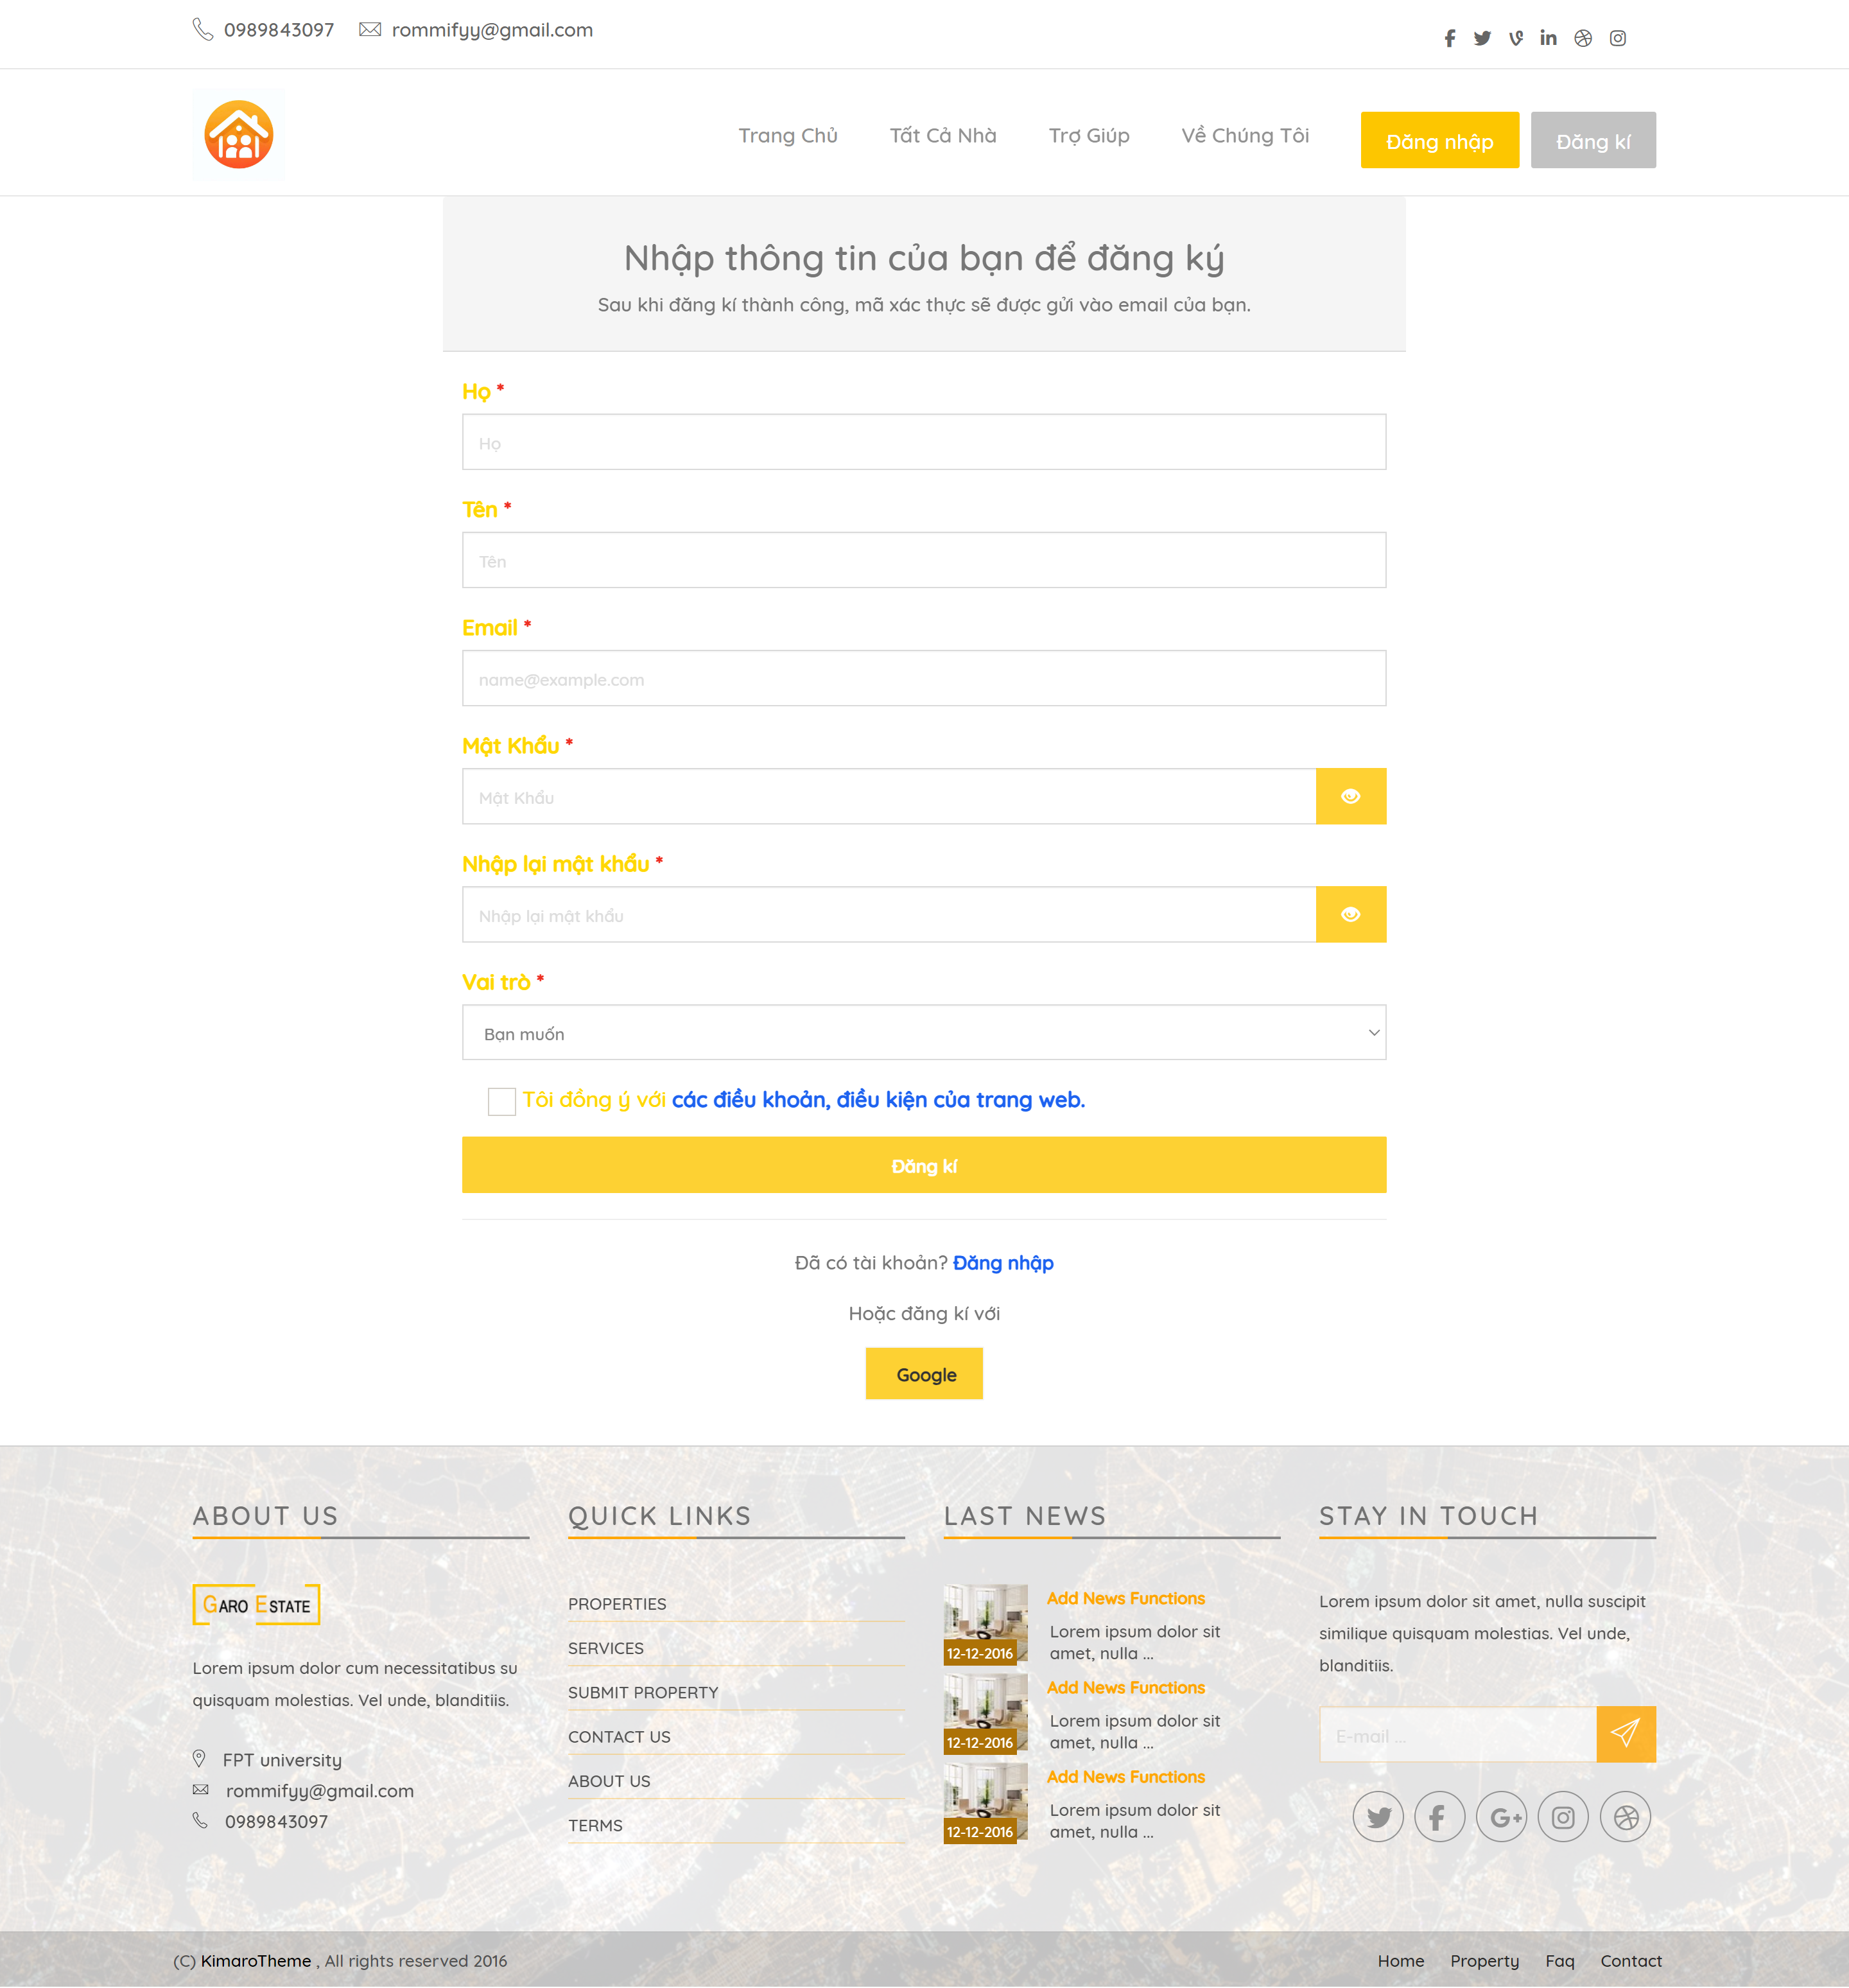 0989843097 rommifyy@gmail.com
Trang Chủ Tất Cả Nhà Trợ Giúp Về Chúng Tôi Đăng nhập Đăng kí
Nhập thông tin của bạn để đăng ký
Sau khi đăng kí thành công, mã xác thực sẽ được gửi vào email của bạn.
Họ *
Họ
Tên *
Tên
Email *
name@example.com
Mật Khẩu *
Mật Khẩu
Nhập lại mật khẩu *
Nhập lại mật khẩu
Vai trò *
Bạn muốn
Tôi đồng ý với các điều khoản, điều kiện của trang web.
Đăng kí
Đã có tài khoản? Đăng nhập
Hoặc đăng kí với
Google
ABOUT US
GARO ESTATE
Lorem ipsum dolor cum necessitatibus su
quisquam molestias. Vel unde, blanditiis.
FPT university
rommifyy@gmail.com
0989843097
QUICK LINKS
PROPERTIES
SERVICES
SUBMIT PROPERTY
CONTACT US
ABOUT US
TERMS
LAST NEWS
12-12-2016
Add News Functions
Lorem ipsum dolor sit
amet, nulla ...
12-12-2016
Add News Functions
Lorem ipsum dolor sit
amet, nulla ...
12-12-2016
Add News Functions
Lorem ipsum dolor sit
amet, nulla ...
STAY IN TOUCH
Lorem ipsum dolor sit amet, nulla suscipit
similique quisquam molestias. Vel unde,
blanditiis.
E-mail ...
(C) KimaroTheme , All rights reserved 2016
Home Property Faq Contact